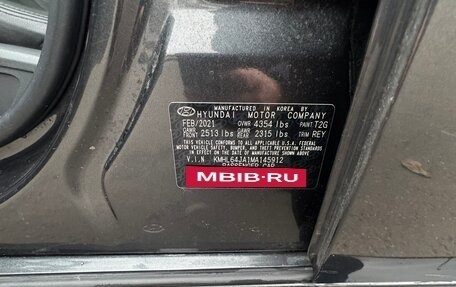 MANUFACTURED IN KOREA BY
HYUNDAI MOTOR COMPANY
FEB/2021 GVWR 4354 lbs PAINT T2G
GAWR FRONT 2513 lbs GAWR REAR 2315 lbs TRIM REY
THIS VEHICLE CONFORMS TO ALL APPLICABLE U.S. FEDERAL
MOTOR VEHICLE SAFETY, BUMPER, AND THEFT PREVENTION STANDARDS
IN EFFECT ON THE DATE OF MANUFACTURE SHOWN ABOVE.
V.I.N KMHL64JA1MA145912
PASSENGER CAR
MBIB-RU